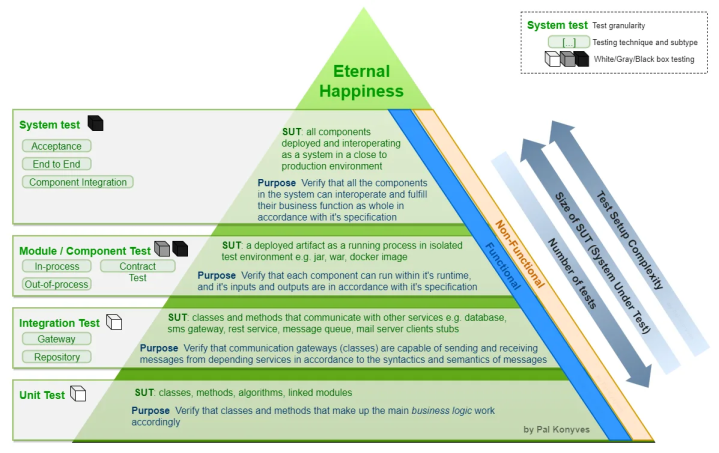 System test Test granularity
[...] Testing technique and subtype
White/Gray/Black box testing
Eternal
Happiness
System test
Acceptance
End to End
Component Integration
SUT: all components
deployed and interoperating
as a system in a close to
production environment
Purpose Verify that all the components
in the system can interoperate and fulfill
their business function as whole in
accordance with it's specification
Module / Component Test
In-process
Contract
Test
Out-of-process
SUT: a deployed artifact as a running process in isolated
test environment e.g. jar, war, docker image
Purpose Verify that each component can run within it's runtime,
and it's inputs and outputs are in accordance with it's specification
Integration Test
Gateway
Repository
SUT: classes and methods that communicate with other services e.g. database,
sms gateway, rest service, message queue, mail server clients stubs
Purpose Verify that communication gateways (classes) are capable of sending and receiving
messages from depending services in accordance to the syntactics and semantics of messages
Unit Test
SUT: classes, methods, algorithms, linked modules
Purpose Verify that classes and methods that make up the main business logic work
accordingly
by Pal Konyves
Functional
Non-Functional
Number of tests
Size of SUT (System Under Test)
Test Setup Complexity